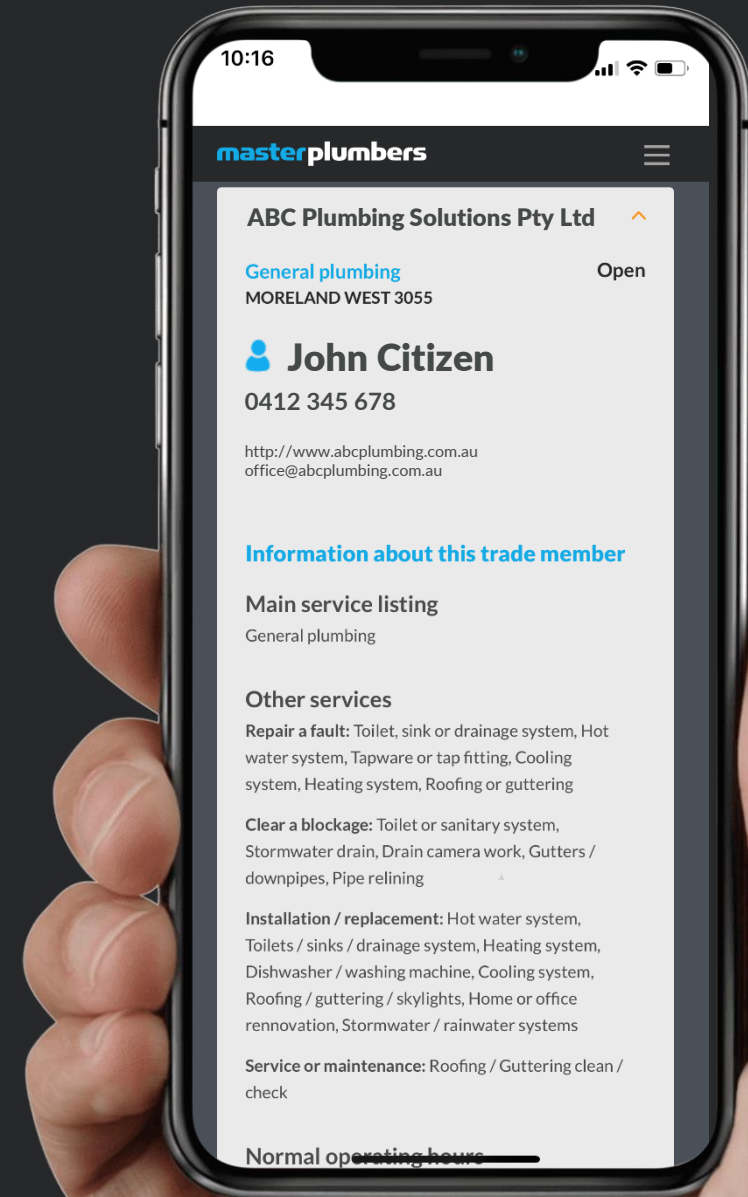 10:16
masterplumbers
ABC Plumbing Solutions Pty Ltd
General plumbing
Open
MORELAND WEST 3055
John Citizen
0412 345 678
http://www.abcplumbing.com.au
office@abcplumbing.com.au
Information about this trade member
Main service listing
General plumbing
Other services
Repair a fault: Toilet, sink or drainage system, Hot
water system, Tapware or tap fitting, Cooling
system, Heating system, Roofing or guttering
Clear a blockage: Toilet or sanitary system,
Stormwater drain, Drain camera work, Gutters /
downpipes, Pipe relining
Installation / replacement: Hot water system,
Toilets / sinks / drainage system, Heating system,
Dishwasher / washing machine, Cooling system,
Roofing / guttering / skylights, Home or office
rennovation, Stormwater / rainwater systems
Service or maintenance: Roofing / Guttering clean /
check
Normal operating hours